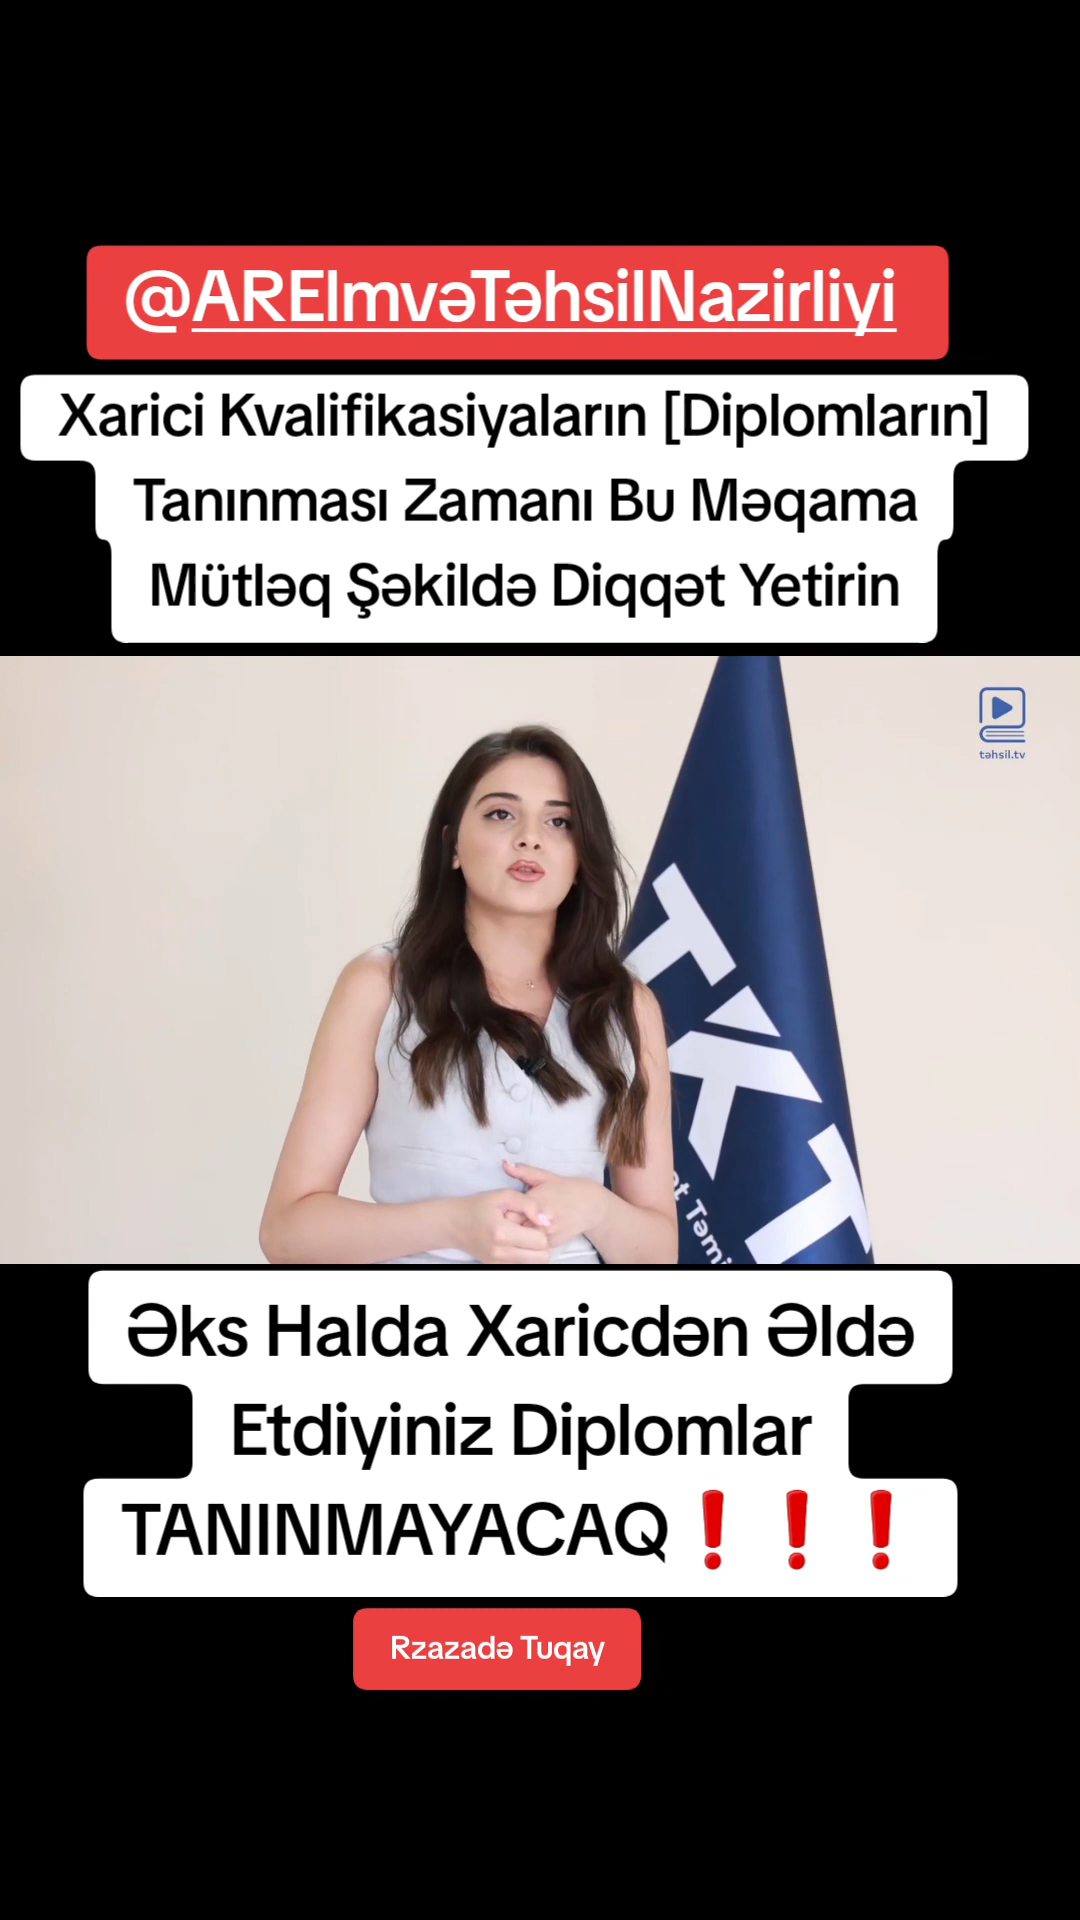 @ARElmvəTəhsilNazirliyi
Xarici Kvalifikasiyaların [Diplomların]
Tanınması Zamanı Bu Məqama
Mütləq Şəkildə Diqqət Yetirin
təhsil.tv
TKT
Əks Halda Xaricdən Əldə
Etdiyiniz Diplomlar
TANINMAYACAQ❗❗❗
Rzazadə Tuqay